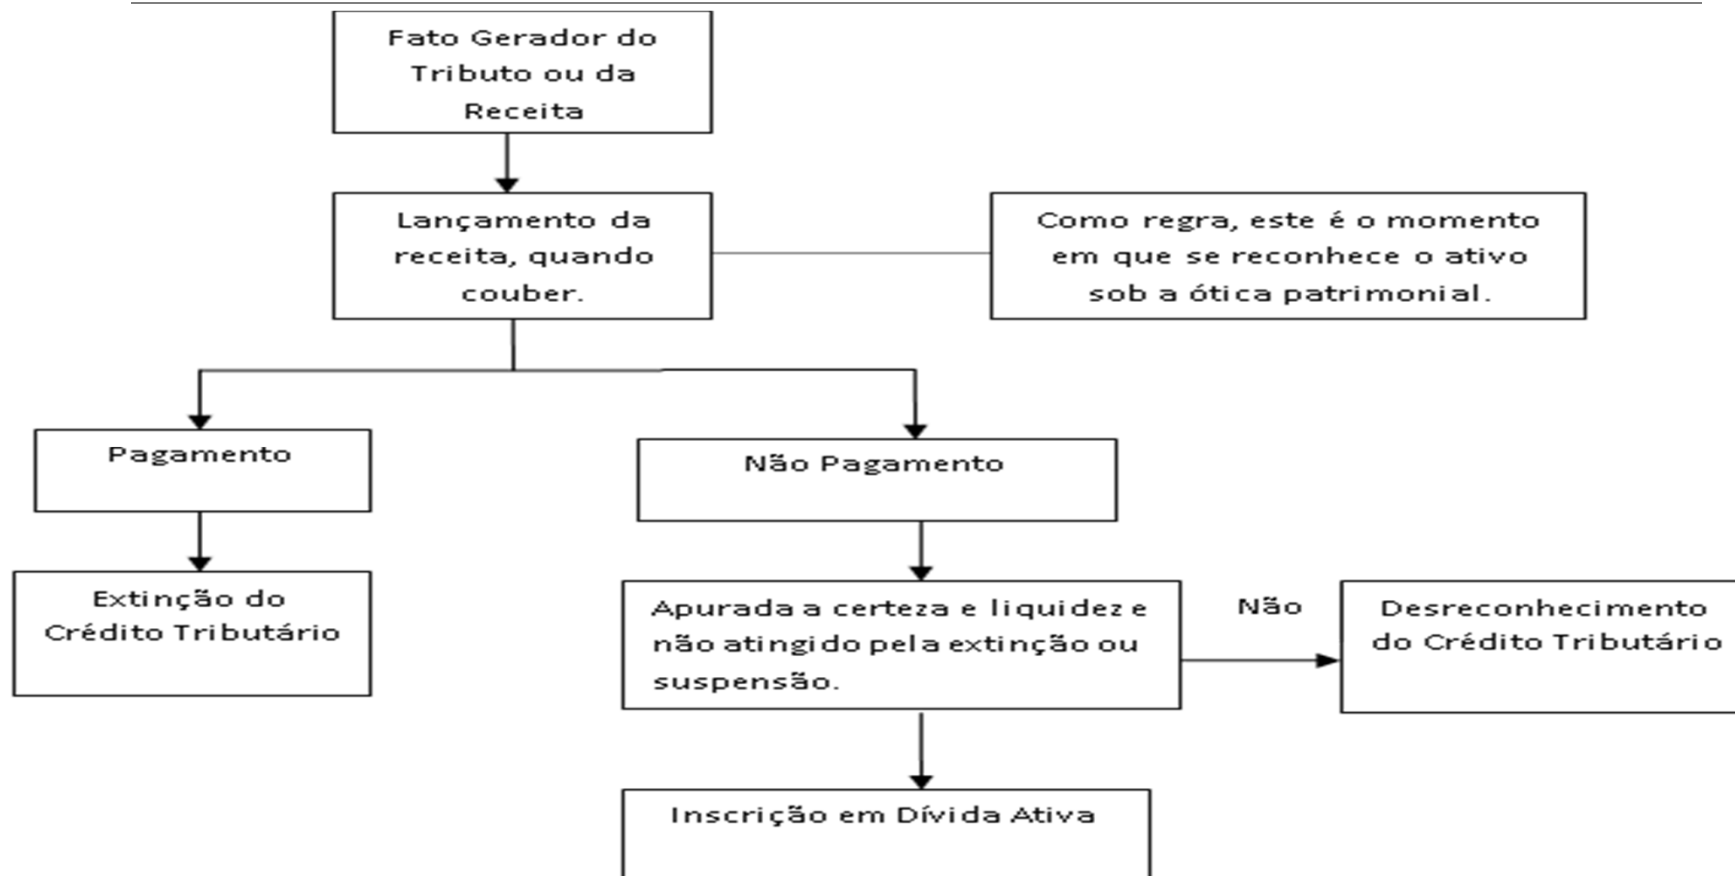 Fato Gerador do
Tributo ou da
Receita
Lançamento da
receita, quando
couber.
Como regra, este é o momento
em que se reconhece o ativo
sob a ótica patrimonial.
Pagamento
Não Pagamento
Extinção do
Crédito Tributário
Apurada a certeza e liquidez e
não atingido pela extinção ou
suspensão.
Não
Desreconhecimento
do Crédito Tributário
Inscrição em Dívida Ativa